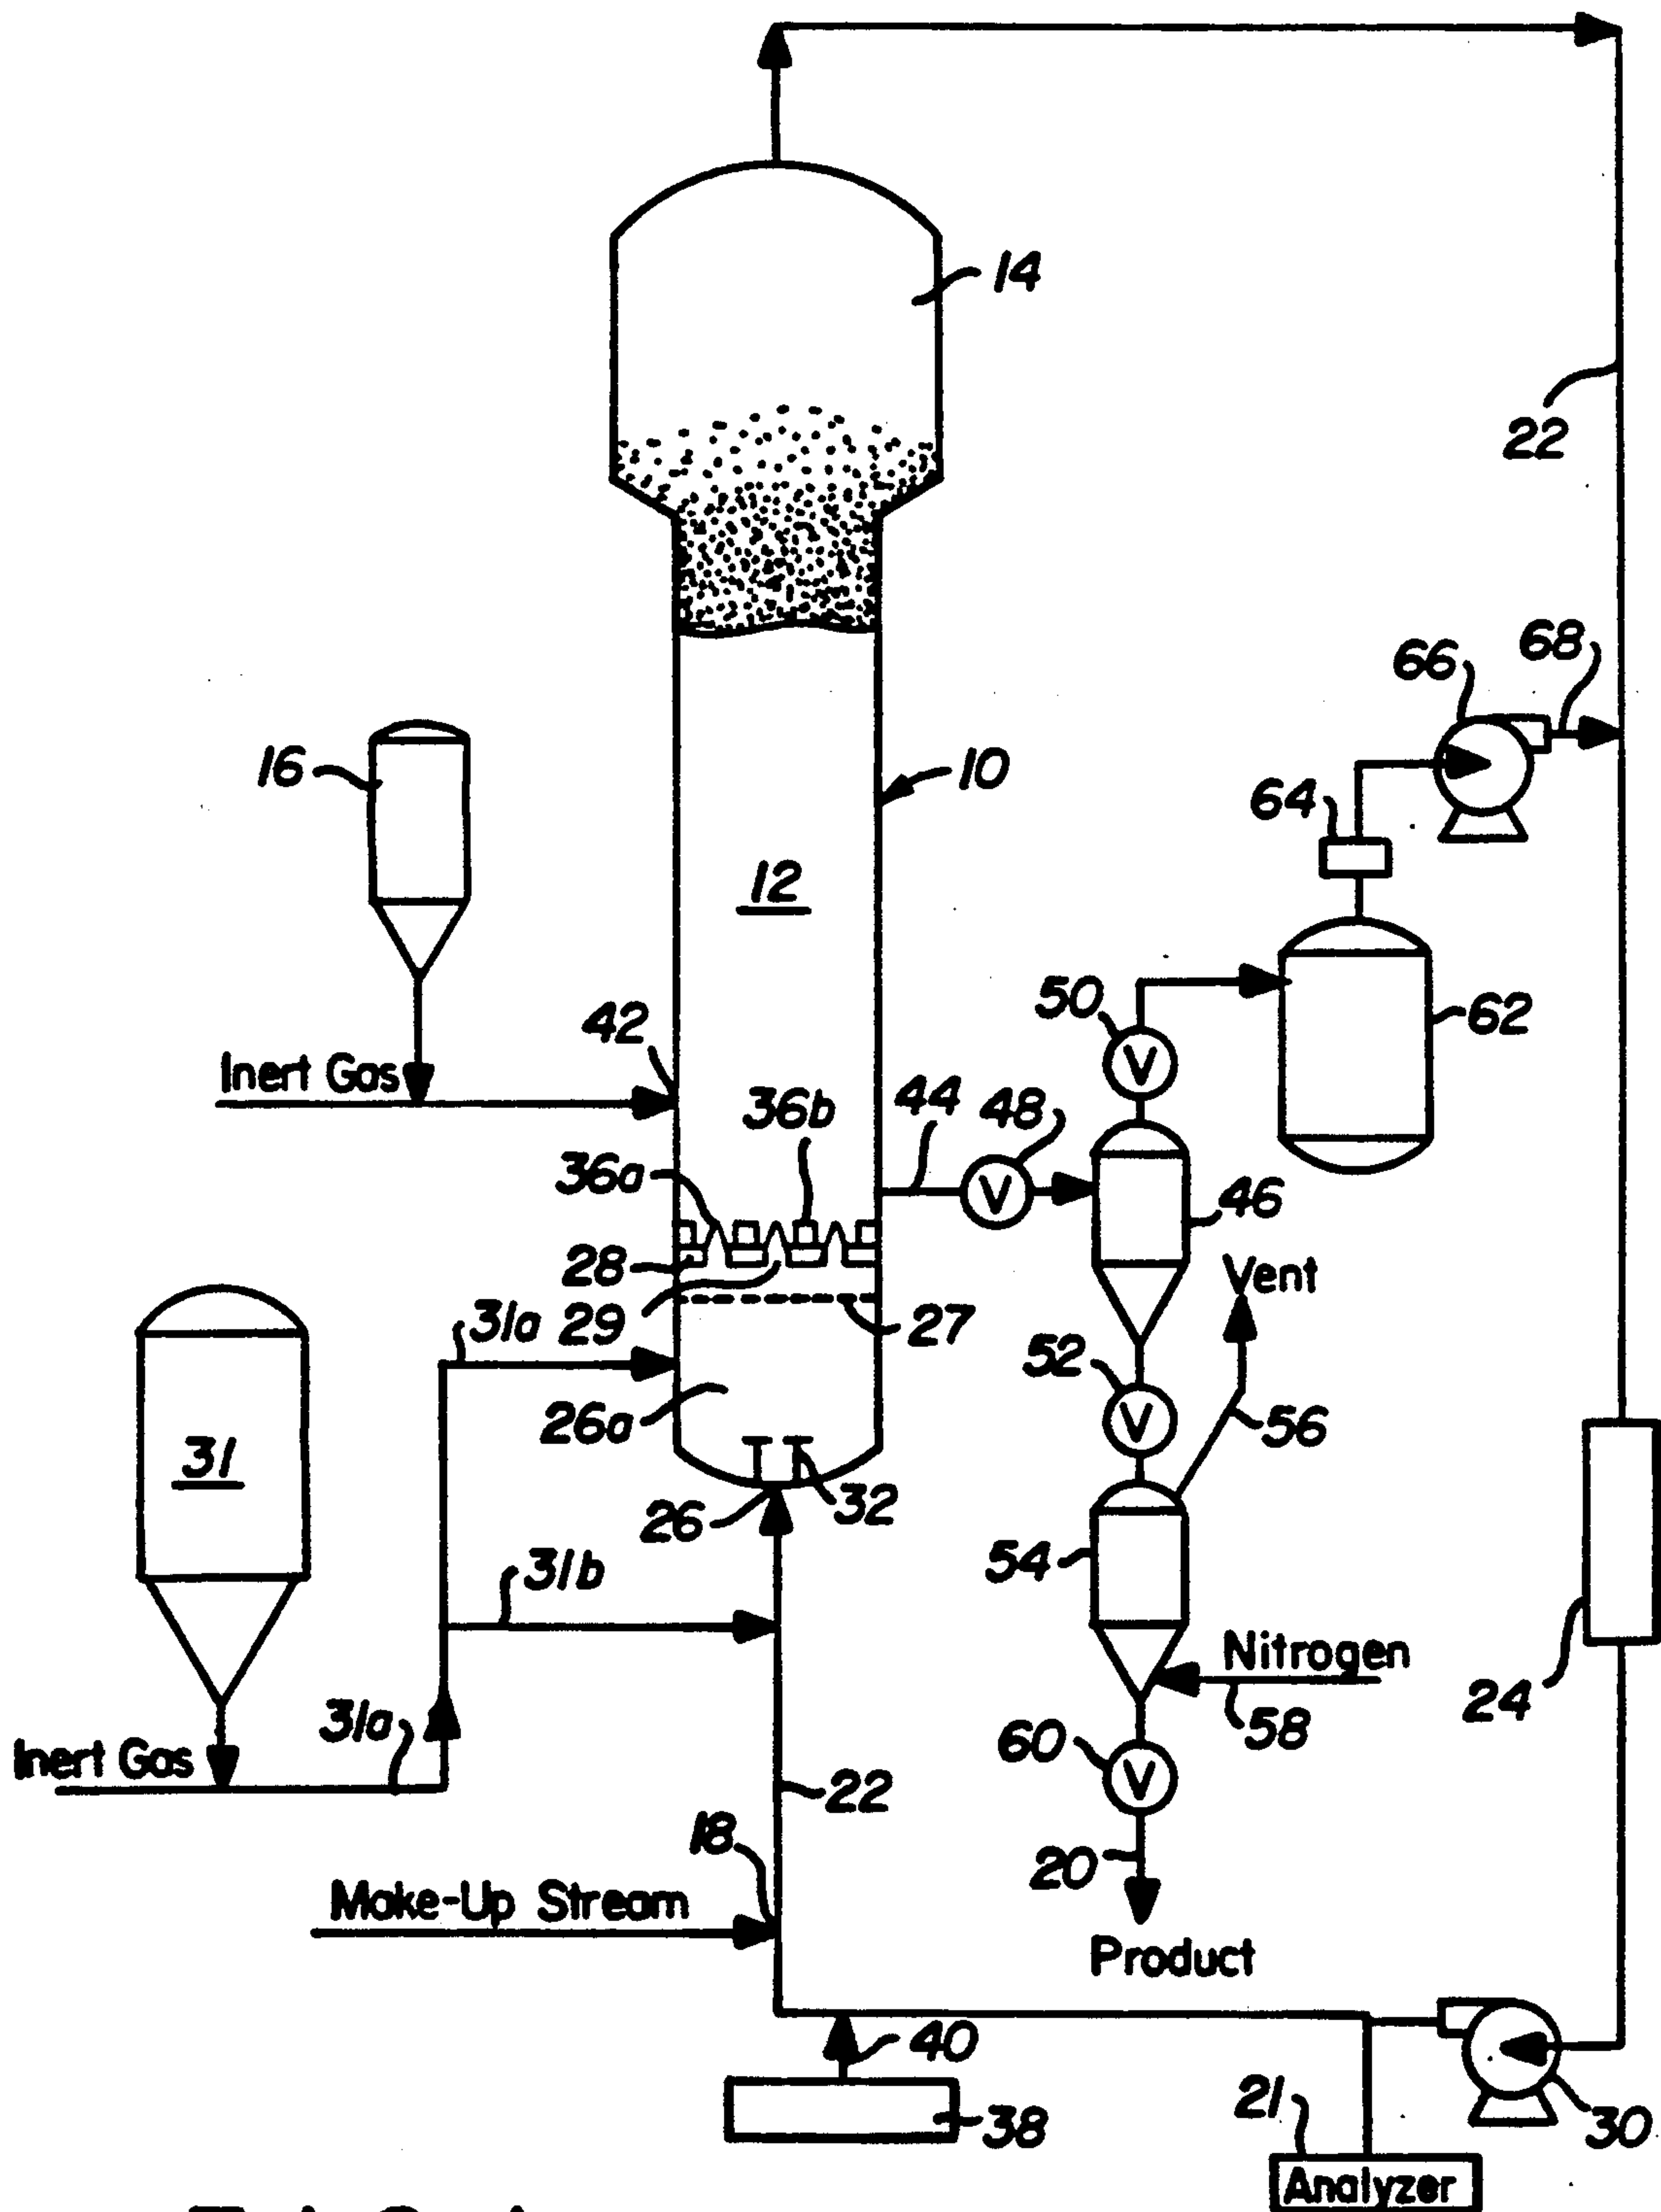 14
22
66
68
16
10
64
12
50
62
42
Inert Gas
36b
44
48
36a
46
28
Vent
31a
29
27
52
26a
56
31
26
32
54
31b
Nitrogen
24
31a
58
60
Inert Gas
22
18
20
Make-Up Stream
Product
40
21
38
30
Analyzer